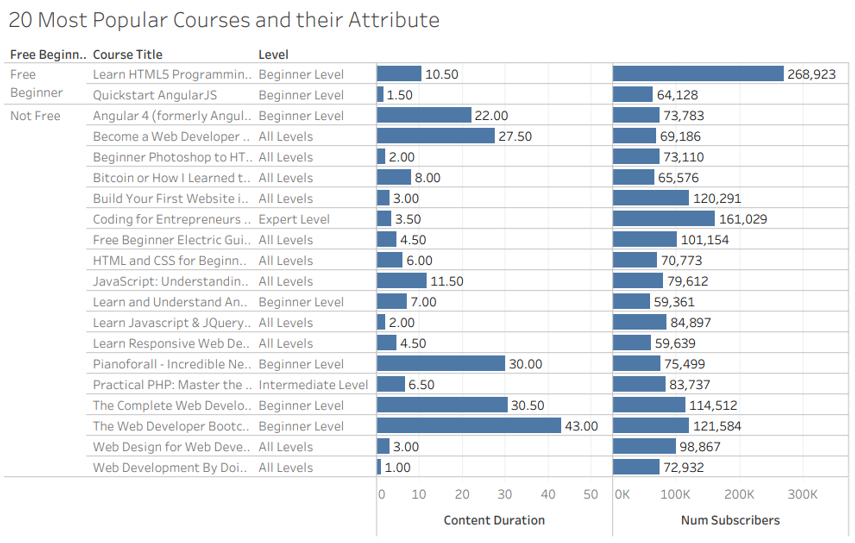 20 Most Popular Courses and their Attribute
Free Beginn.. Course Title Level
Free Beginner Learn HTML5 Programmin.. Beginner Level 10.50 268,923
Quickstart AngularJS Beginner Level 1.50 64,128
Not Free Angular 4 (formerly Angul.. Beginner Level 22.00 73,783
Become a Web Developer .. All Levels 27.50 69,186
Beginner Photoshop to HT.. All Levels 2.00 73,110
Bitcoin or How I Learned t.. All Levels 8.00 65,576
Build Your First Website i.. All Levels 3.00 120,291
Coding for Entrepreneurs .. Expert Level 3.50 161,029
Free Beginner Electric Gui.. All Levels 4.50 101,154
HTML and CSS for Beginn.. All Levels 6.00 70,773
JavaScript: Understandin.. All Levels 11.50 79,612
Learn and Understand An.. Beginner Level 7.00 59,361
Learn Javascript & JQuery.. All Levels 2.00 84,897
Learn Responsive Web De.. All Levels 4.50 59,639
Pianoforall - Incredible Ne.. Beginner Level 30.00 75,499
Practical PHP: Master the .. Intermediate Level 6.50 83,737
The Complete Web Develo.. Beginner Level 30.50 114,512
The Web Developer Bootc.. Beginner Level 43.00 121,584
Web Design for Web Deve.. All Levels 3.00 98,867
Web Development By Doi.. All Levels 1.00 72,932
0 10 20 30 40 50 0K 100K 200K 300K
Content Duration Num Subscribers